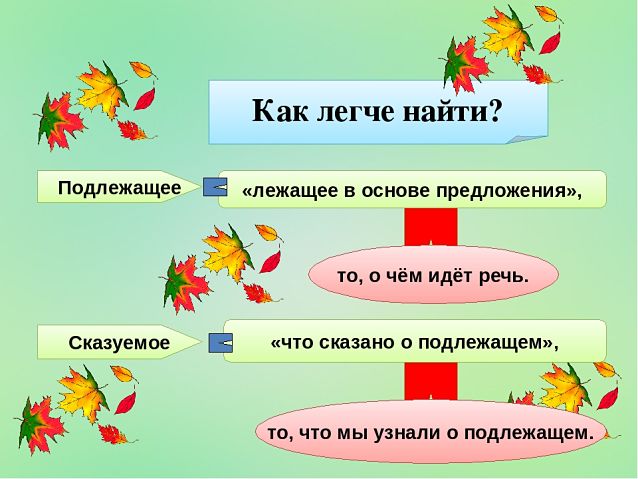 Как легче найти?
Подлежащее
«лежащее в основе предложения»,
то, о чём идёт речь.
Сказуемое
«что сказано о подлежащем»,
то, что мы узнали о подлежащем.